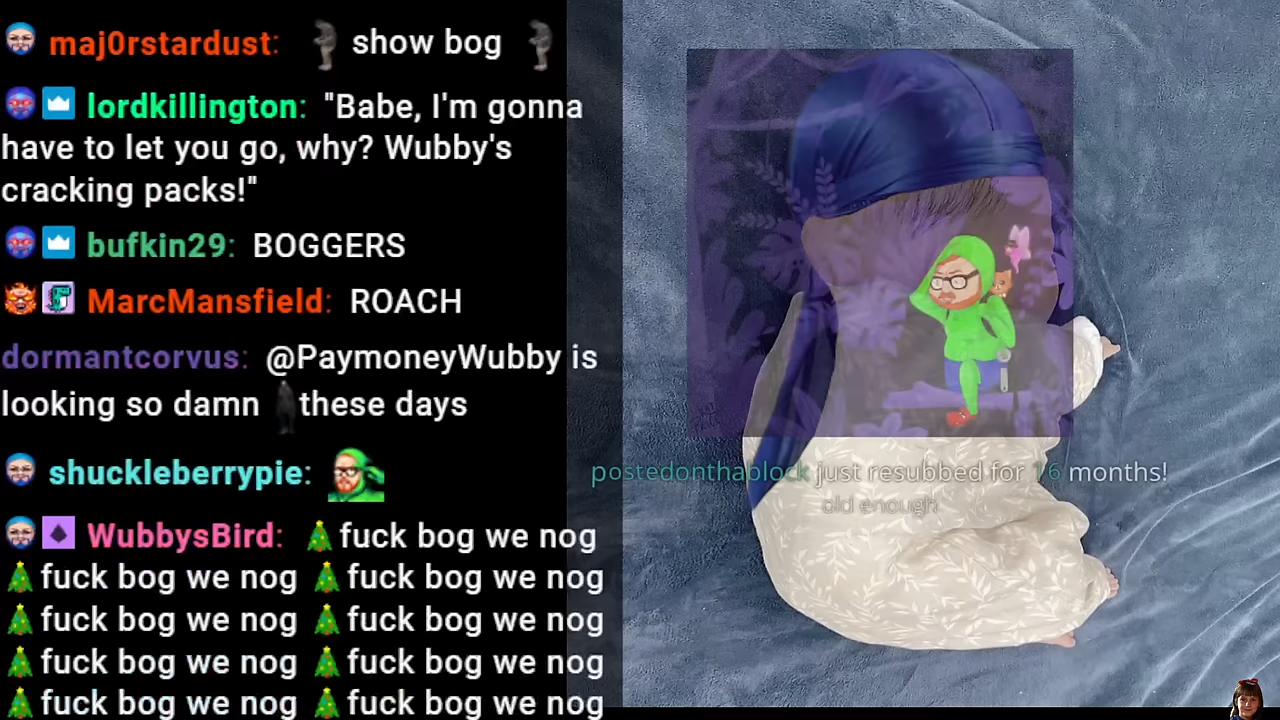 maj0rstardust: show bog
lordkillington: "Babe, I'm gonna
have to let you go, why? Wubby's
cracking packs!"
bufkin29: BOGGERS
MarcMansfield: ROACH
dormantcorvus: @PaymoneyWubby is
looking so damn these days
shuckleberrypie:
WubbysBird: fuck bog we nog
fuck bog we nog fuck bog we nog
fuck bog we nog fuck bog we nog
fuck bog we nog fuck bog we nog
fuck bog we nog fuck bog we nog
postedonthablock just resubbed for 16 months!
old enough